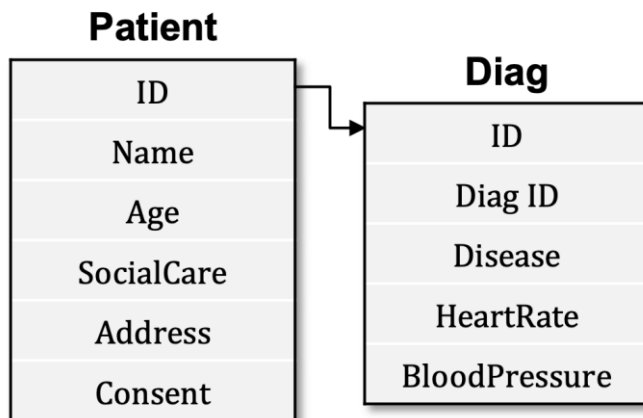 Patient
ID
Name
Age
SocialCare
Address
Consent
Diag
ID
Diag ID
Disease
HeartRate
BloodPressure